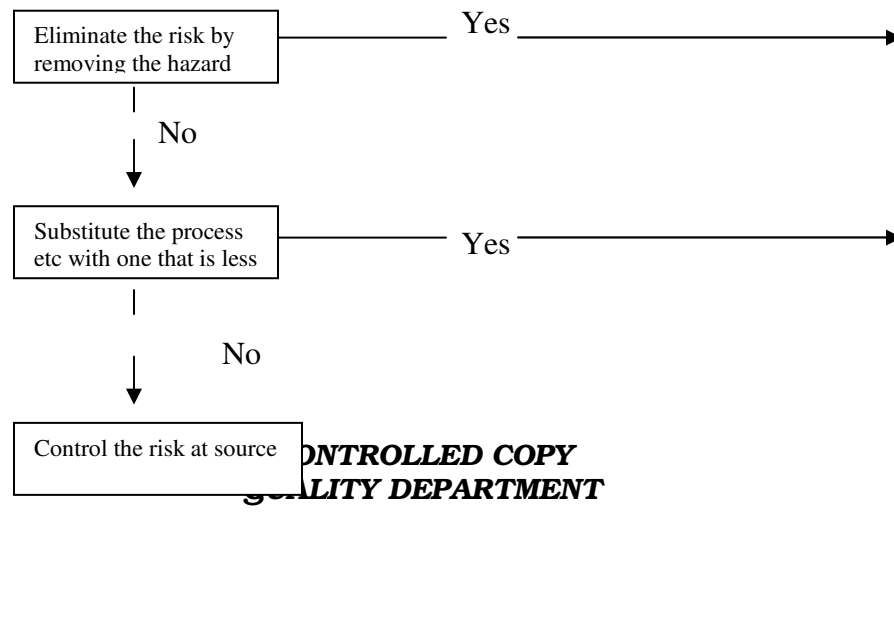 Eliminate the risk by
removing the hazard
Yes
No
Substitute the process
etc with one that is less
Yes
No
Control the risk at source
ONTROLLED COPY
QUALITY DEPARTMENT